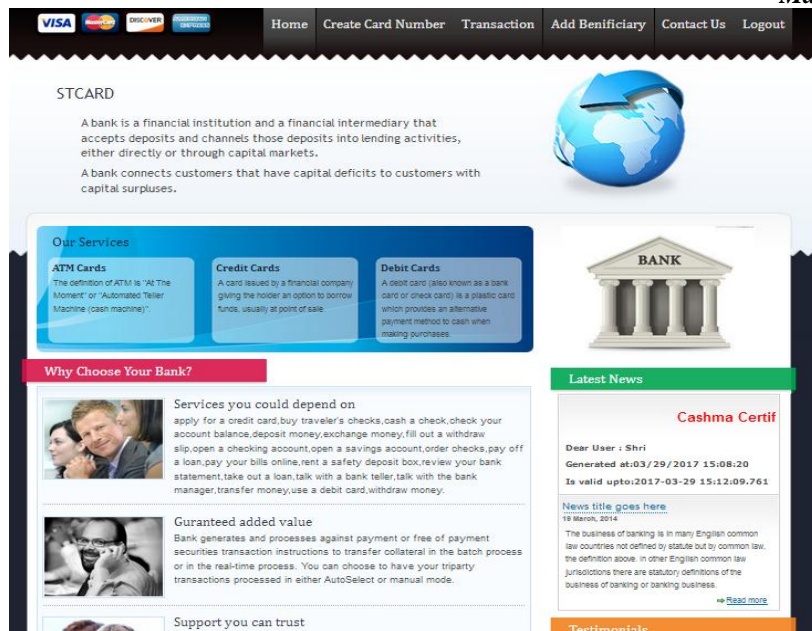 Ma
VISA MasterCard DISCOVER
Home Create Card Number Transaction Add Benificiary Contact Us Logout
STCARD
A bank is a financial institution and a financial intermediary that
accepts deposits and channels those deposits into lending activities,
either directly or through capital markets.
A bank connects customers that have capital deficits to customers with
capital surpluses.
Our Services
ATM Cards
The definition of ATM is "At The
Moment" or "Automated Teller
Machine (cash machine)".
Credit Cards
A card issued by a financial company
giving the holder an option to borrow
funds, usually at point of sale.
Debit Cards
A debit card (also known as a bank
card or check card) is a plastic card
which provides an alternative
payment method to cash when
making purchases.
BANK
Why Choose Your Bank?
Services you could depend on
apply for a credit card,buy traveler's checks,cash a check,check your
account balance,deposit money,exchange money,fill out a withdraw
slip,open a checking account,open a savings account,order checks,pay off
a loan,pay your bills online,rent a safety deposit box,review your bank
statement,take out a loan,talk with a bank teller,talk with the bank
manager,transfer money,use a debit card,withdraw money.
Guranteed added value
Bank generates and processes against payment or free of payment
securities transaction instructions to transfer collateral in the batch process
or in the real-time process. You can choose to have your triparty
transactions processed in either AutoSelect or manual mode.
Support you can trust
Latest News
Cashma Certif
Dear User : Shri
Generated at:03/29/2017 15:08:20
Is valid upto:2017-03-29 15:12:09.761
News title goes here
19 March, 2014
The business of banking is in many English common
law countries not defined by statute but by common law,
the definition above. In other English common law
jurisdictions there are statutory definitions of the
business of banking or banking business.
Read more
Testimonials